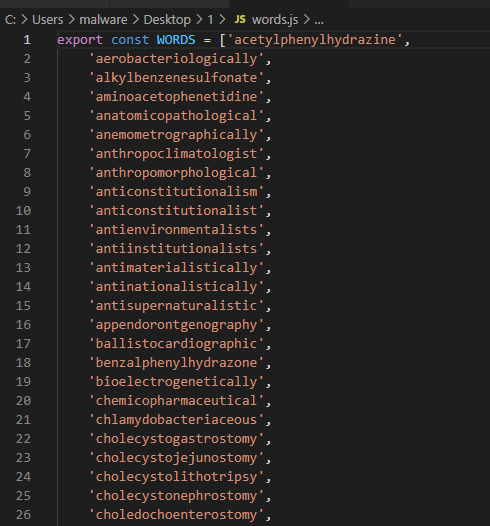 C: > Users > malware > Desktop > 1 > JS words.js > ...
1 export const WORDS = ['acetylphenylhydrazine',
2 'aerobacteriologically',
3 'alkylbenzenesulfonate',
4 'aminoacetophenetidine',
5 'anatomicopathological',
6 'anemometrographically',
7 'anthropoclimatologist',
8 'anthropomorphological',
9 'anticonstitutionalism',
10 'anticonstitutionalist',
11 'antienvironmentalists',
12 'antiinstitutionalists',
13 'antimaterialistically',
14 'antinationalistically',
15 'antisupernaturalistic',
16 'appendorontgenography',
17 'ballistocardiographic',
18 'benzalphenylhydrazone',
19 'bioelectrogenetically',
20 'chemicopharmaceutical',
21 'chlamydobacteriaceous',
22 'cholecystogastrostomy',
23 'cholecystojejunostomy',
24 'cholecystolithotripsy',
25 'cholecystonephrostomy',
26 'choledochoenterostomy',